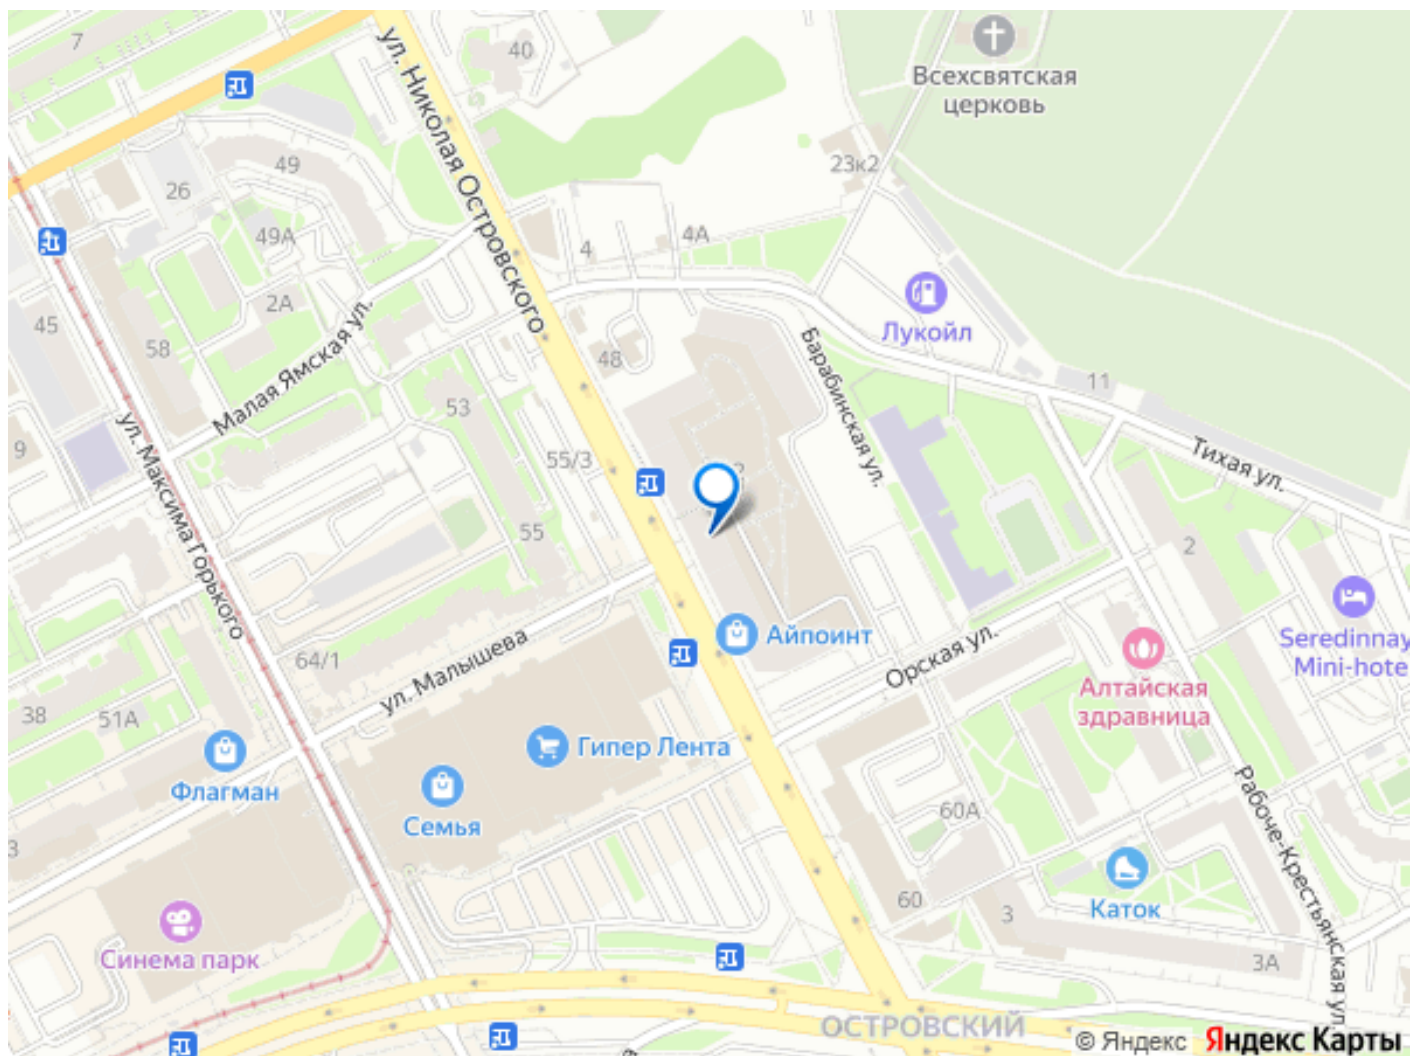 7
40
Всехсвятская
церковь
ул. Николая Островского
49
26
23к2
49А
4
4А
2А
Лукойл
45
58
48
Барабинская ул.
11
Малая Ямская ул.
53
9
55/3
Тихая ул.
ул. Максима Горького
55
2
Айпоинт
Seredinnay
Mini-hote
64/1
ул. Малышева
Орская ул.
Алтайская
здравница
38
51А
Гипер Лента
Флагман
Семья
60А
Рабоче-Крестьянская ул.
3
60
3
Каток
Синема парк
3А
ОСТРОВСКИЙ
© Яндекс Яндекс Карты